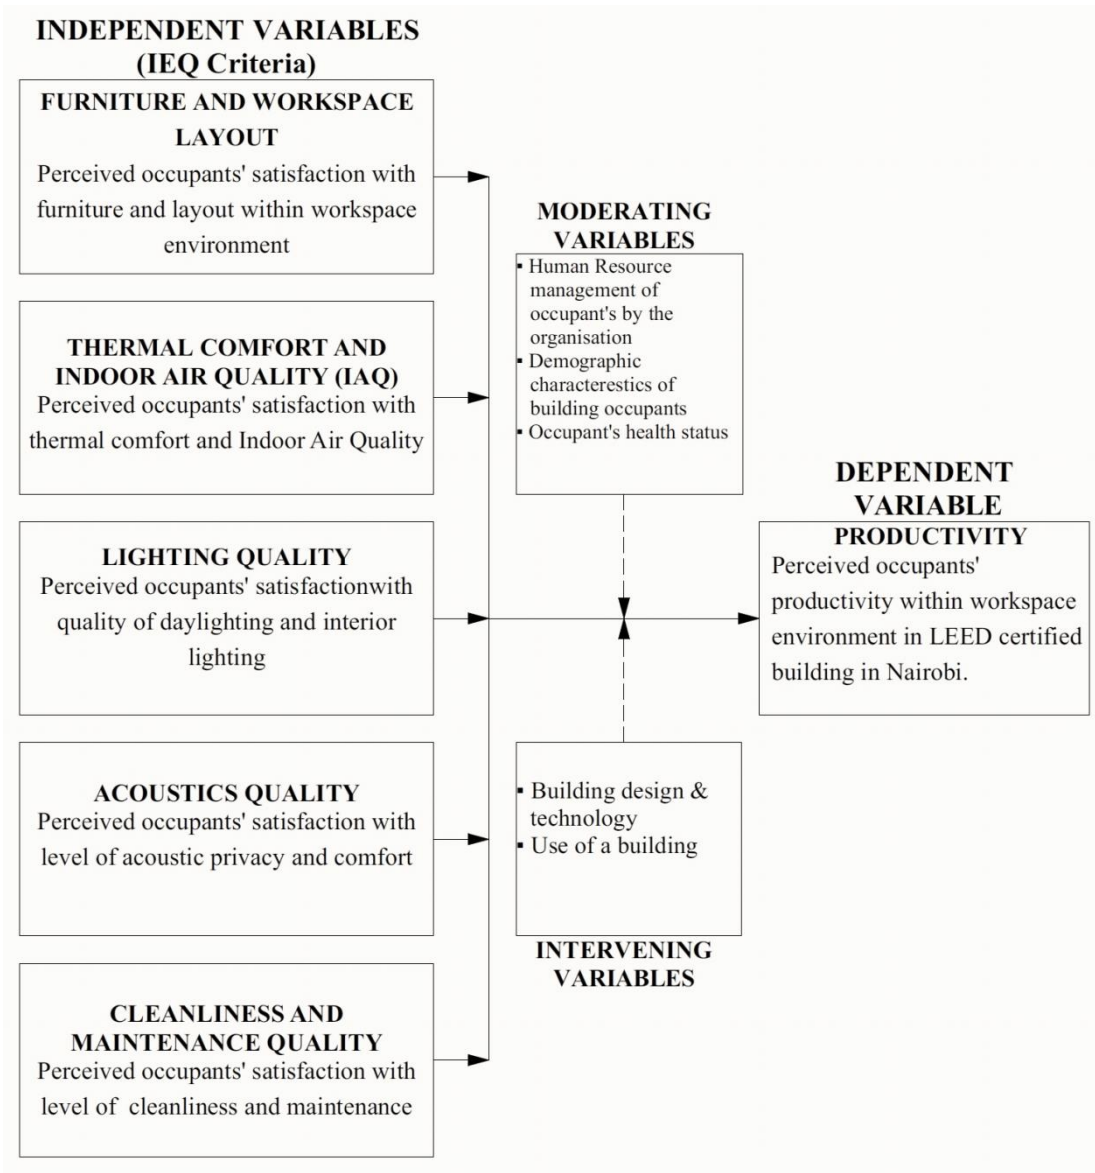 INDEPENDENT VARIABLES
(IEQ Criteria)
FURNITURE AND WORKSPACE
LAYOUT
Perceived occupants' satisfaction with
furniture and layout within workspace
environment
THERMAL COMFORT AND
INDOOR AIR QUALITY (IAQ)
Perceived occupants' satisfaction with
thermal comfort and Indoor Air Quality
LIGHTING QUALITY
Perceived occupants' satisfactionwith
quality of daylighting and interior
lighting
ACOUSTICS QUALITY
Perceived occupants' satisfaction with
level of acoustic privacy and comfort
CLEANLINESS AND
MAINTENANCE QUALITY
Perceived occupants' satisfaction with
level of cleanliness and maintenance
MODERATING
VARIABLES
▪ Human Resource
management of
occupant's by the
organisation
▪ Demographic
characterestics of
building occupants
▪ Occupant's health status
▪ Building design &
technology
▪ Use of a building
INTERVENING
VARIABLES
DEPENDENT
VARIABLE
PRODUCTIVITY
Perceived occupants'
productivity within workspace
environment in LEED certified
building in Nairobi.